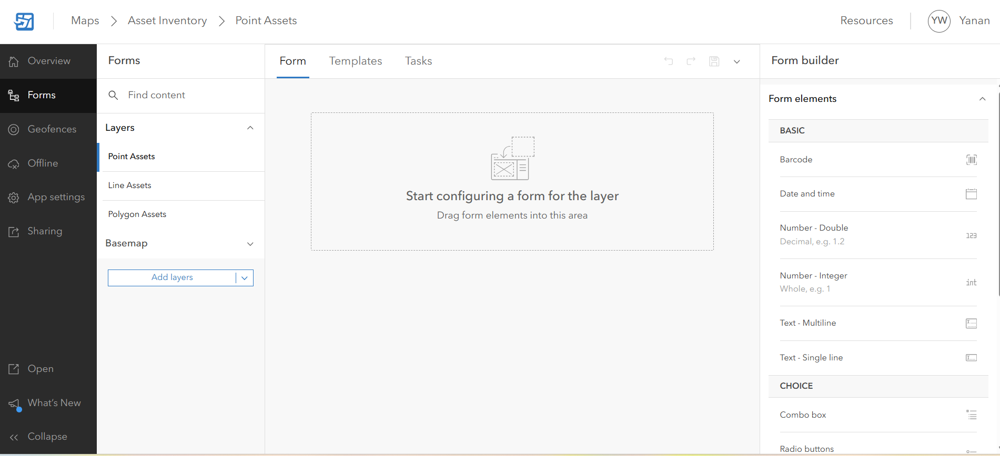 Maps
Asset Inventory
Point Assets
Resources
YW
Yanan
Overview
Forms
Geofences
Offline
App settings
Sharing
Open
What's New
Collapse
Forms
Find content
Layers
Point Assets
Line Assets
Polygon Assets
Basemap
Add layers
Form
Templates
Tasks
Start configuring a form for the layer
Drag form elements into this area
Form builder
Form elements
BASIC
Barcode
Date and time
Number - Double
Decimal, e.g. 1.2
123
Number - Integer
Whole, e.g. 1
int
Text - Multiline
Text - Single line
CHOICE
Combo box
Radio buttons